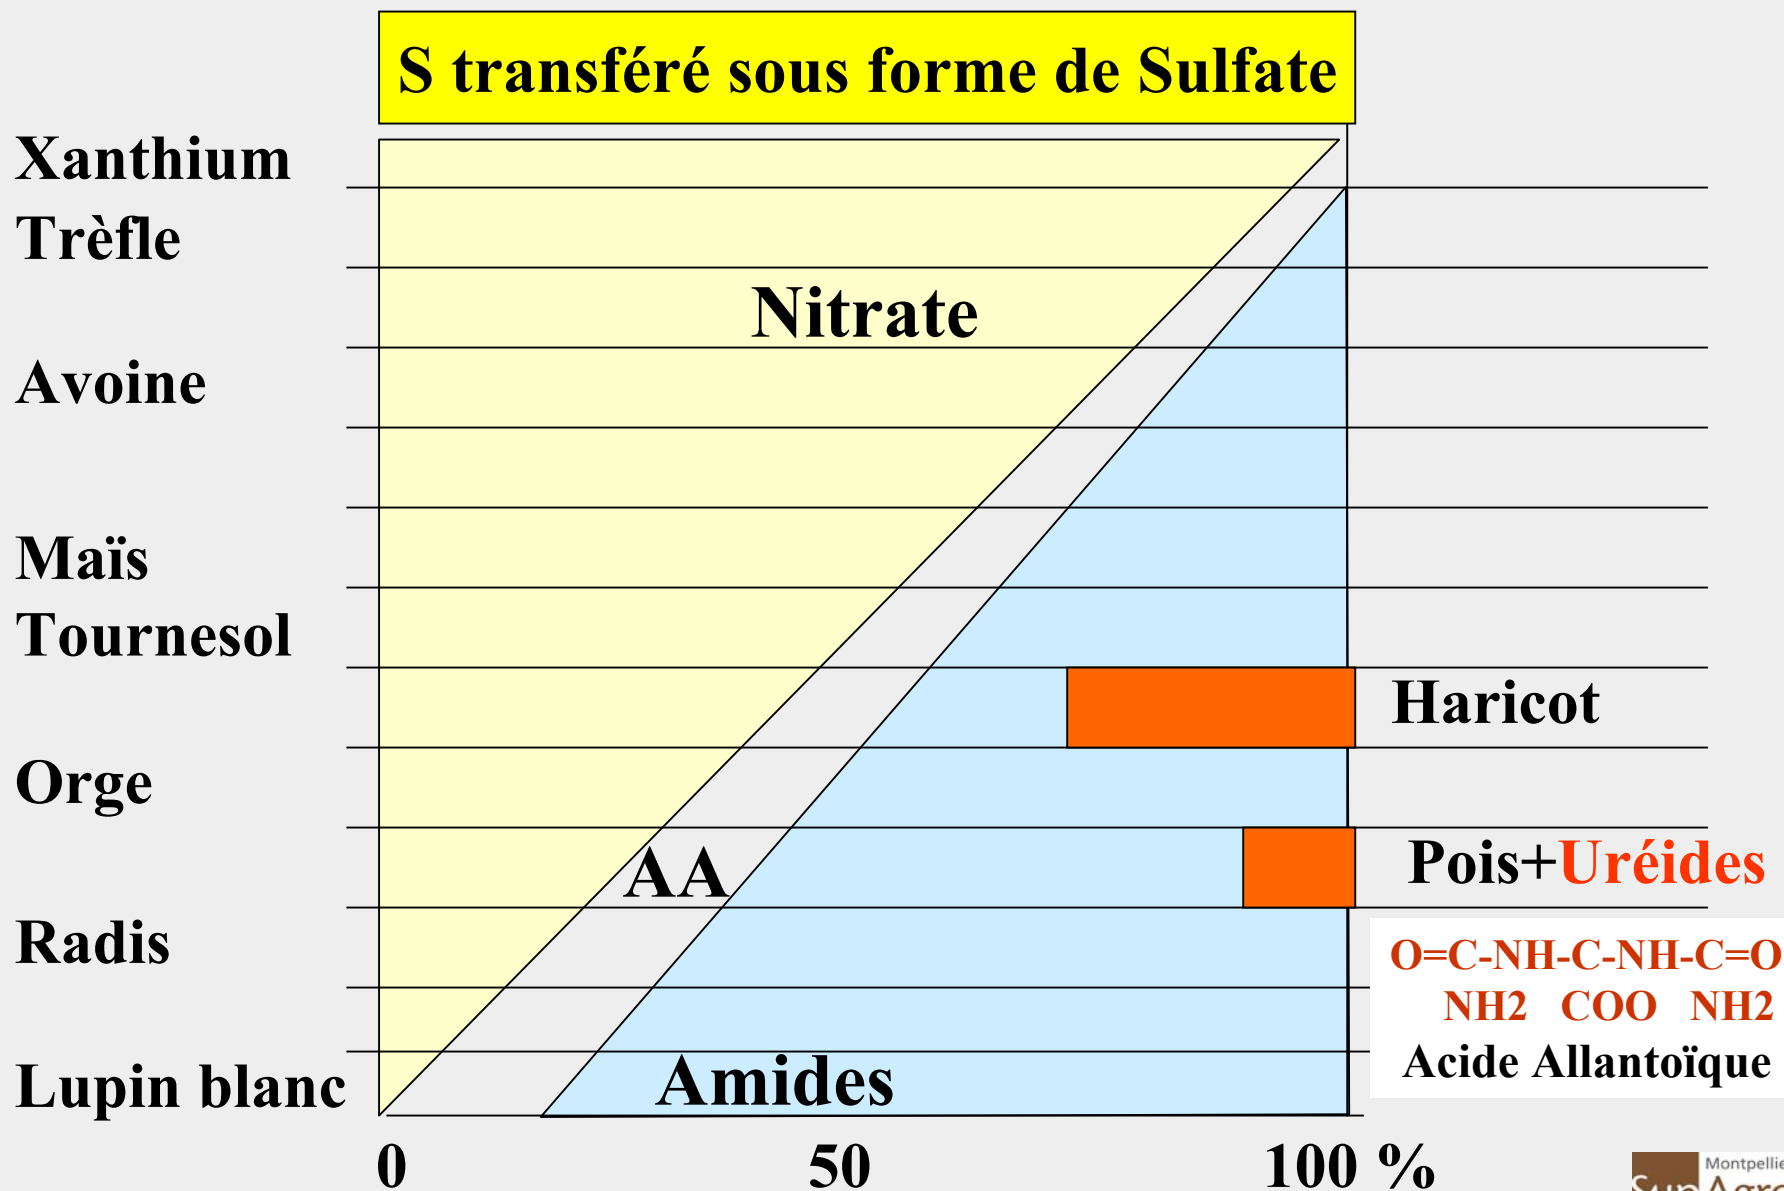 S transféré sous forme de Sulfate
Xanthium
Trèfle
Nitrate
Avoine
Maïs
Tournesol
Haricot
Orge
AA
Pois+Uréides
Radis
O=C-NH-C-NH-C=O
NH2 COO NH2
Acide Allantoïque
Lupin blanc
Amides
0 50 100 %
Montpellier